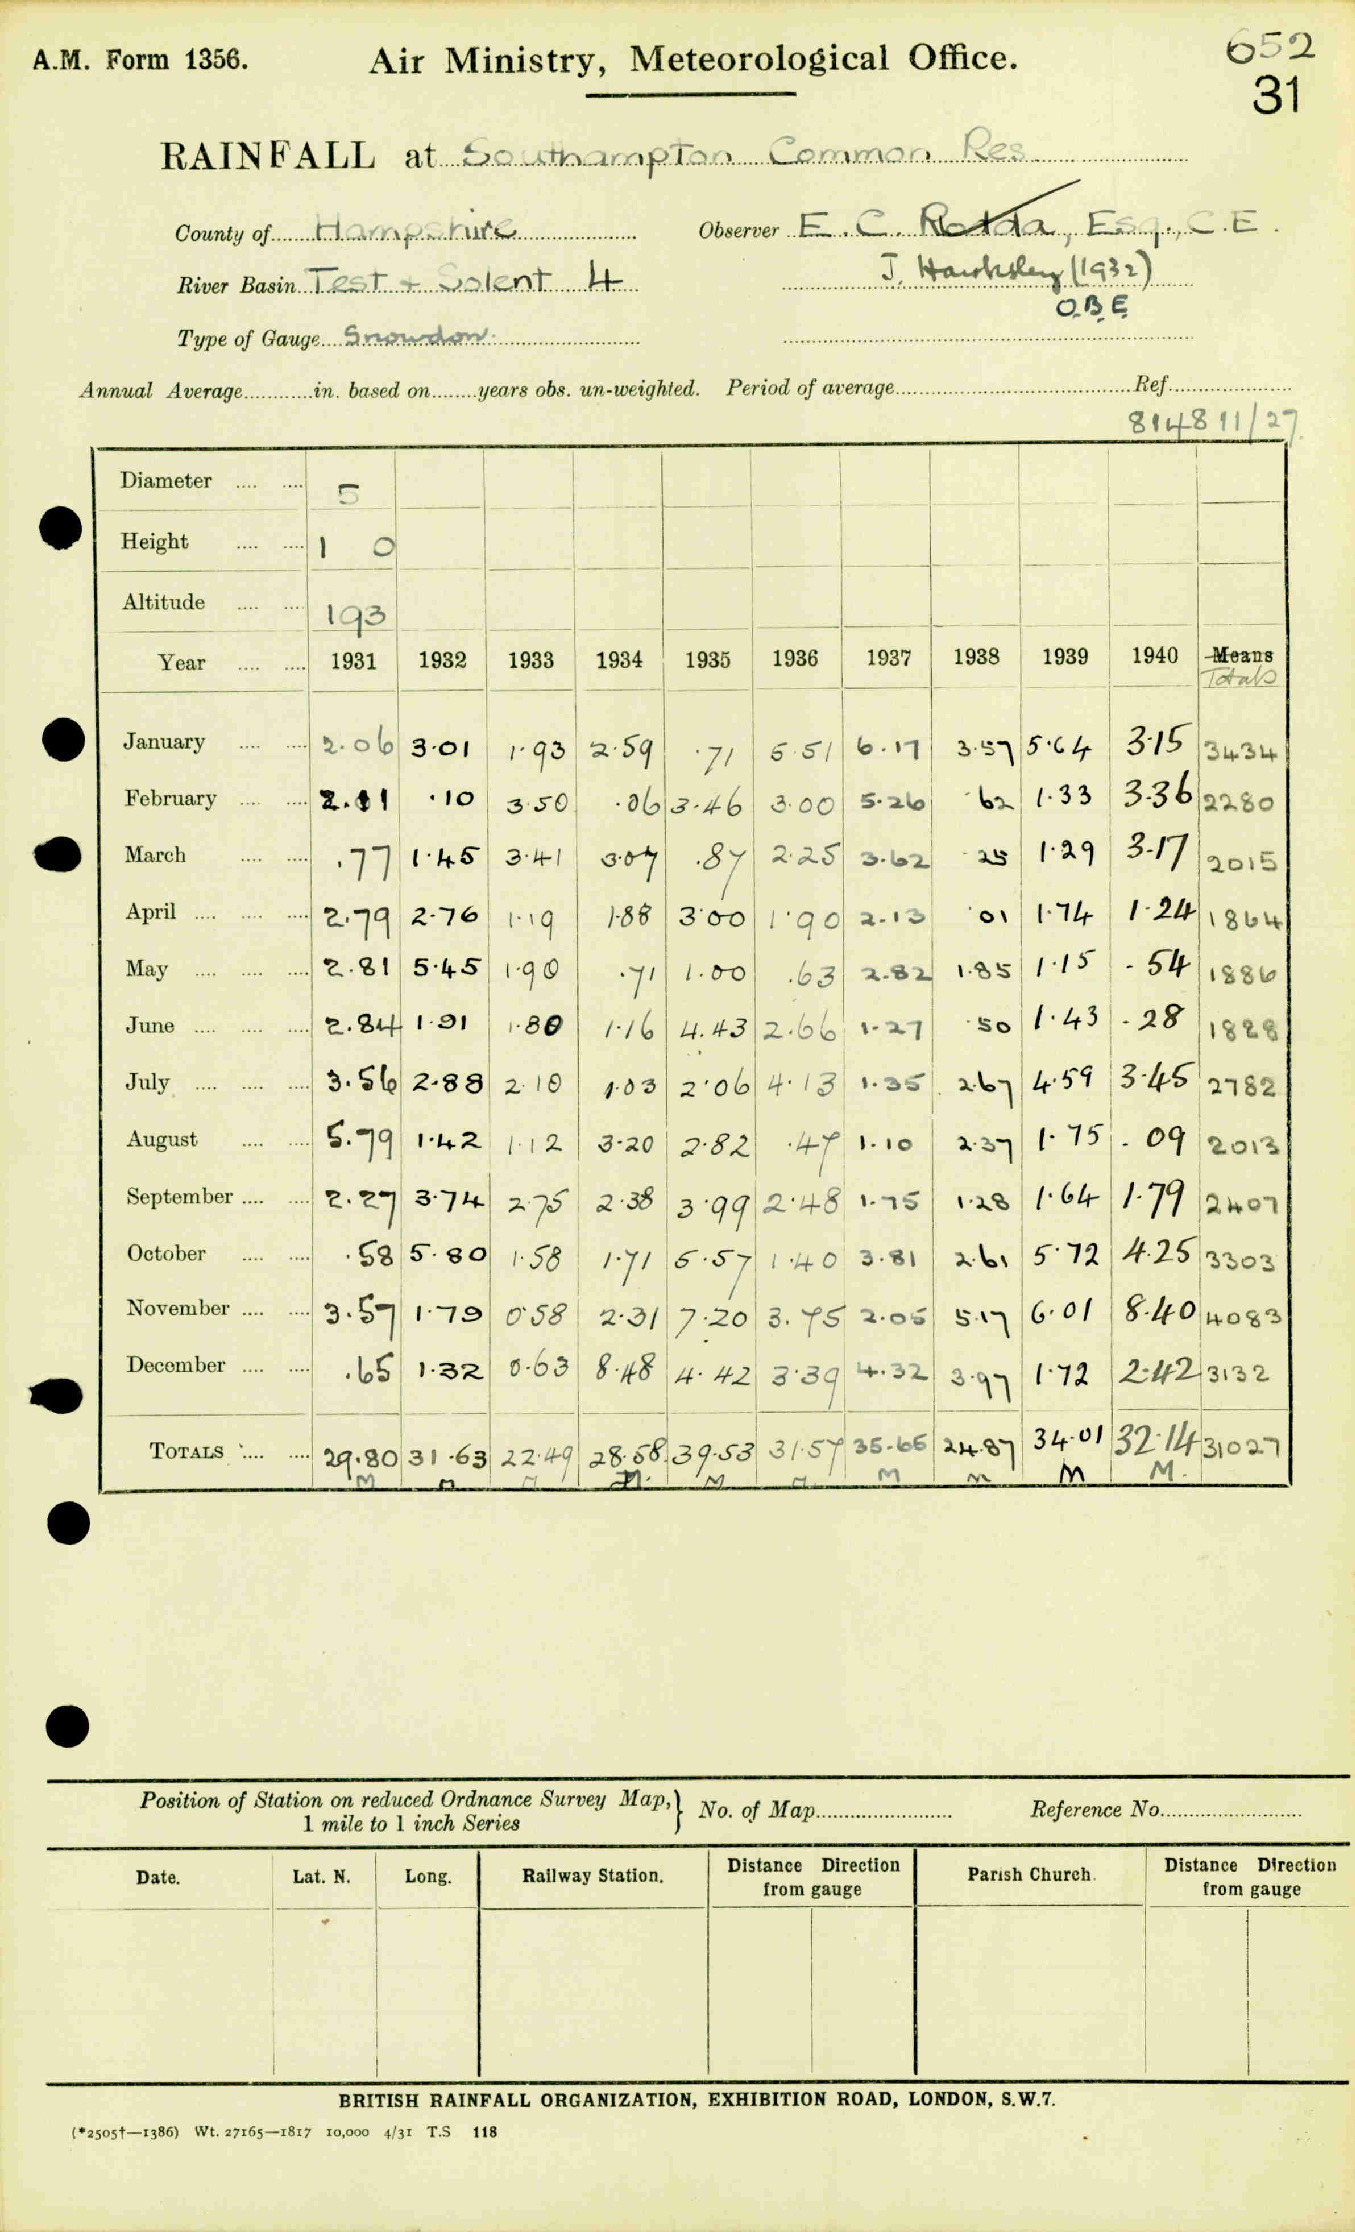 A.M. Form 1356.
Air Ministry, Meteorological Office.
652
31
RAINFALL at Southampton Common Res
County of Hampshire
Observer E. C. Rodda, Esq., C.E.
River Basin Test + Solent 4
J. Hawksley (1932)
O.B.E
Type of Gauge Snowdon
Annual Average in. based on years obs. un-weighted. Period of average Ref
814811/27.
Diameter 5
Height 1 0
Altitude 193
Year 1931 1932 1933 1934 1935 1936 1937 1938 1939 1940 Means
Totals
January 2.06 3.01 1.93 2.59 .71 5.51 6.17 3.57 5.64 3.15 3434
February 2.11 .10 3.50 .06 3.46 3.00 5.26 .62 1.33 3.36 2280
March .77 1.45 3.41 3.07 .87 2.25 3.62 .25 1.29 3.17 2015
April 2.79 2.76 1.19 1.88 3.00 1.90 2.13 .01 1.74 1.24 1864
May 2.81 5.45 1.90 .71 1.00 .63 2.82 1.85 1.15 .54 1886
June 2.84 1.91 1.80 1.16 4.43 2.66 1.27 .50 1.43 .28 1828
July 3.56 2.88 2.10 1.03 2.06 4.13 1.35 2.67 4.59 3.45 2782
August 5.79 1.42 1.12 3.20 2.82 .47 1.10 2.37 1.75 .09 2013
September 2.27 3.74 2.75 2.38 3.99 2.48 1.75 1.28 1.64 1.79 2407
October .58 5.80 1.58 1.71 5.57 1.40 3.81 2.61 5.72 4.25 3303
November 3.57 1.79 0.58 2.31 7.20 3.75 2.05 5.17 6.01 8.40 4083
December .65 1.32 0.63 8.48 4.42 3.39 4.32 3.97 1.72 2.42 3132
TOTALS 29.80 31.63 22.49 28.58 39.53 31.57 35.65 24.87 34.01 32.14 31027
M M M M M M M M M M.
Position of Station on reduced Ordnance Survey Map,
1 mile to 1 inch Series
No. of Map
Reference No.
Date. Lat. N. Long. Railway Station. Distance Direction from gauge Parish Church. Distance Direction from gauge
BRITISH RAINFALL ORGANIZATION, EXHIBITION ROAD, LONDON, S.W.7.
(*2505†—1386) Wt. 27165—1817 10,000 4/31 T.S 118